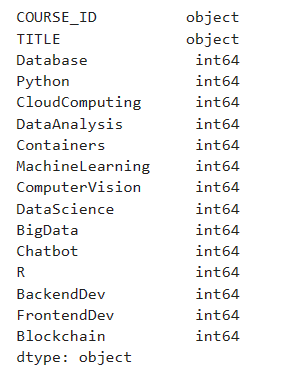 COURSE_ID object
TITLE object
Database int64
Python int64
CloudComputing int64
DataAnalysis int64
Containers int64
MachineLearning int64
ComputerVision int64
DataScience int64
BigData int64
Chatbot int64
R int64
BackendDev int64
FrontendDev int64
Blockchain int64
dtype: object